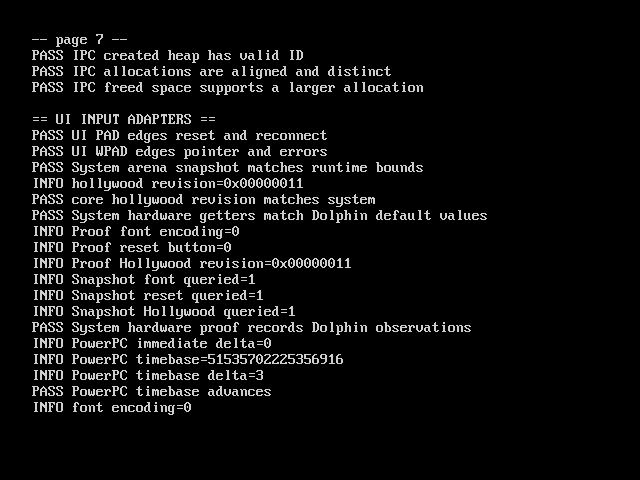 -- page 7 --
PASS IPC created heap has valid ID
PASS IPC allocations are aligned and distinct
PASS IPC freed space supports a larger allocation
== UI INPUT ADAPTERS ==
PASS UI PAD edges reset and reconnect
PASS UI WPAD edges pointer and errors
PASS System arena snapshot matches runtime bounds
INFO hollywood revision=0x00000011
PASS core hollywood revision matches system
PASS System hardware getters match Dolphin default values
INFO Proof font encoding=0
INFO Proof reset button=0
INFO Proof Hollywood revision=0x00000011
INFO Snapshot font queried=1
INFO Snapshot reset queried=1
INFO Snapshot Hollywood queried=1
PASS System hardware proof records Dolphin observations
INFO PowerPC immediate delta=0
INFO PowerPC timebase=51535702225356916
INFO PowerPC timebase delta=3
PASS PowerPC timebase advances
INFO font encoding=0